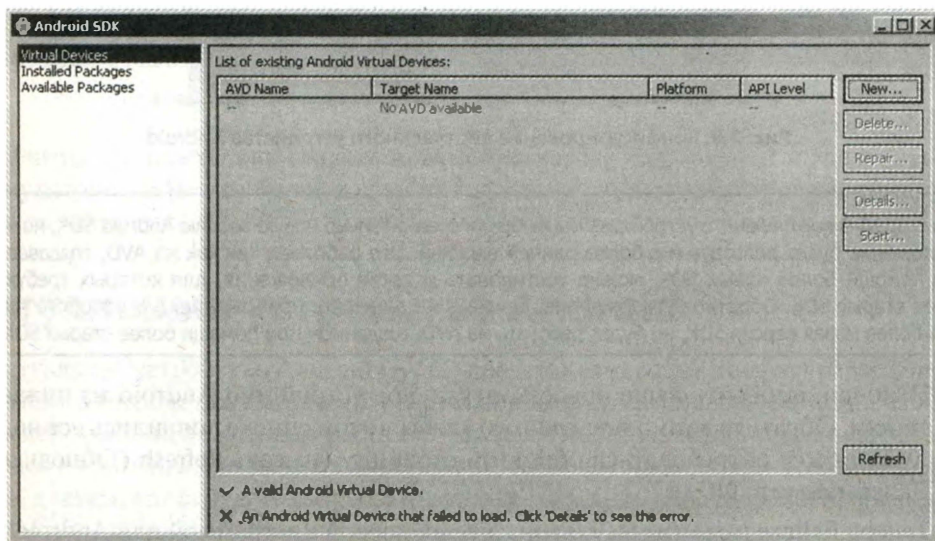 Android SDK
Virtual Devices
Installed Packages
Available Packages
List of existing Android Virtual Devices:
AVD Name Target Name Platform API Level
-- No AVD available -- --
New...
Delete...
Repair...
Details...
Start...
Refresh
A valid Android Virtual Device.
An Android Virtual Device that failed to load. Click 'Details' to see the error.